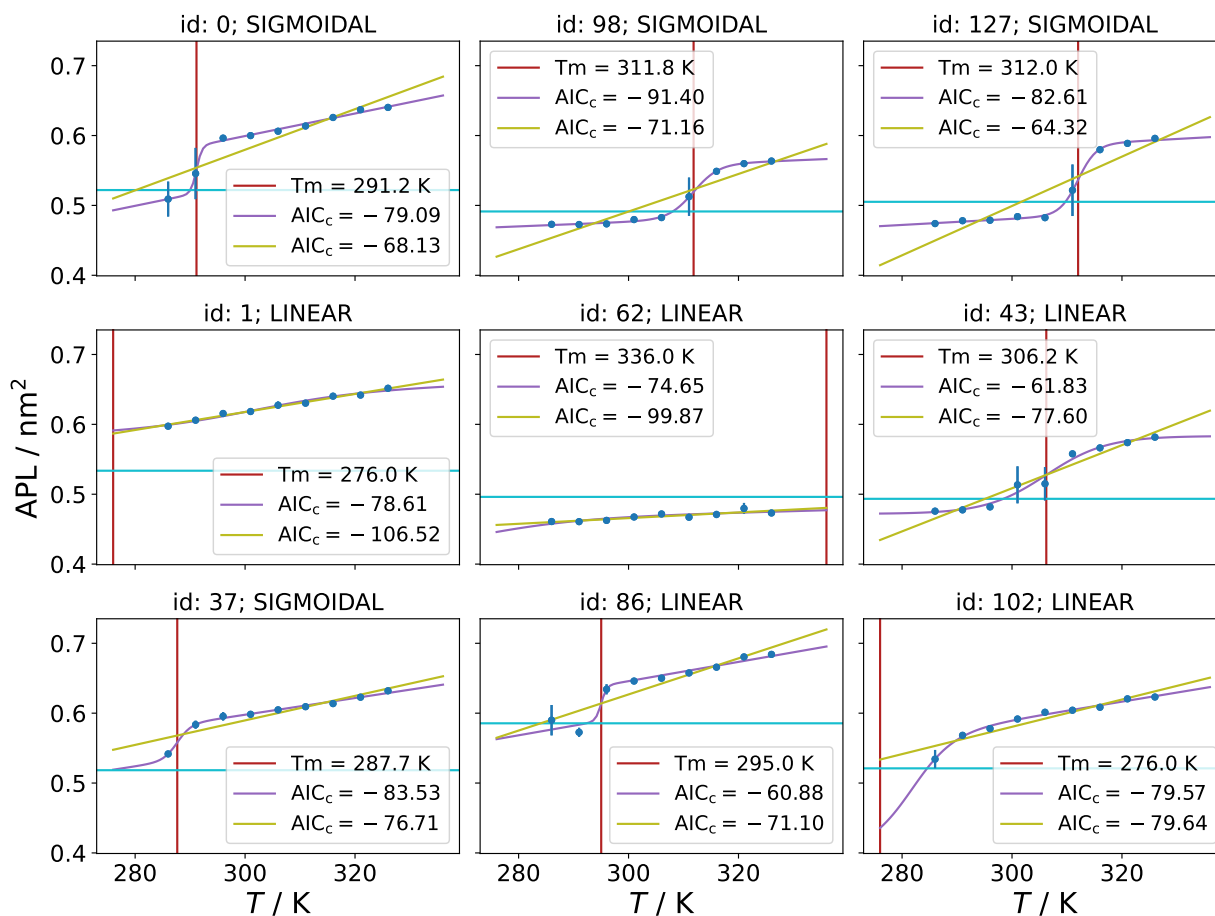 id: 0; SIGMOIDAL
id: 98; SIGMOIDAL
id: 127; SIGMOIDAL
0.7
0.6
0.5
0.4
Tm = 291.2 K
AICc = − 79.09
AICc = − 68.13
Tm = 311.8 K
AICc = − 91.40
AICc = − 71.16
Tm = 312.0 K
AICc = − 82.61
AICc = − 64.32
id: 1; LINEAR
id: 62; LINEAR
id: 43; LINEAR
APL / nm²
0.7
0.6
0.5
0.4
Tm = 276.0 K
AICc = − 78.61
AICc = − 106.52
Tm = 336.0 K
AICc = − 74.65
AICc = − 99.87
Tm = 306.2 K
AICc = − 61.83
AICc = − 77.60
id: 37; SIGMOIDAL
id: 86; LINEAR
id: 102; LINEAR
0.7
0.6
0.5
0.4
Tm = 287.7 K
AICc = − 83.53
AICc = − 76.71
Tm = 295.0 K
AICc = − 60.88
AICc = − 71.10
Tm = 276.0 K
AICc = − 79.57
AICc = − 79.64
280 300 320
280 300 320
280 300 320
T / K
T / K
T / K